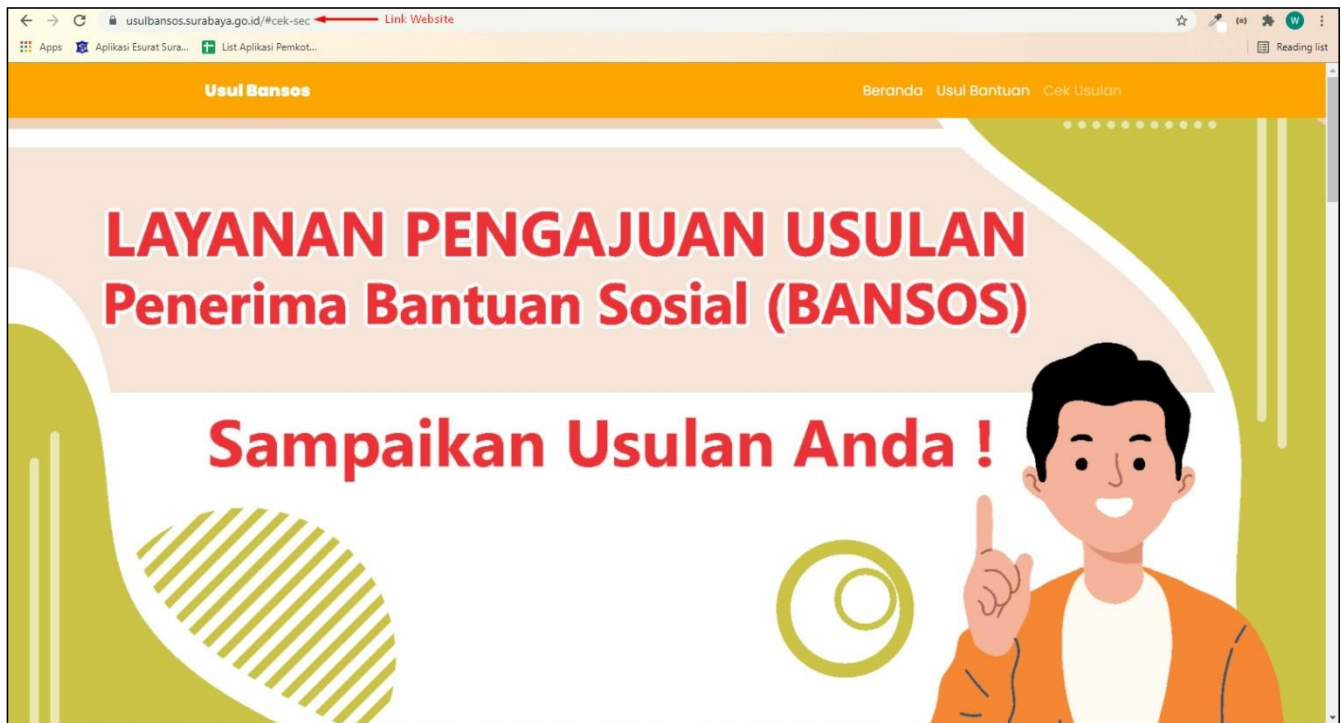 usulbansos.surabaya.go.id/#cek-sec
Link Website
W
Apps
Aplikasi Esurat Sura...
List Aplikasi Pemkot...
Reading list
Usul Bansos
Beranda Usul Bantuan Cek Usulan
LAYANAN PENGAJUAN USULAN
Penerima Bantuan Sosial (BANSOS)
Sampaikan Usulan Anda !